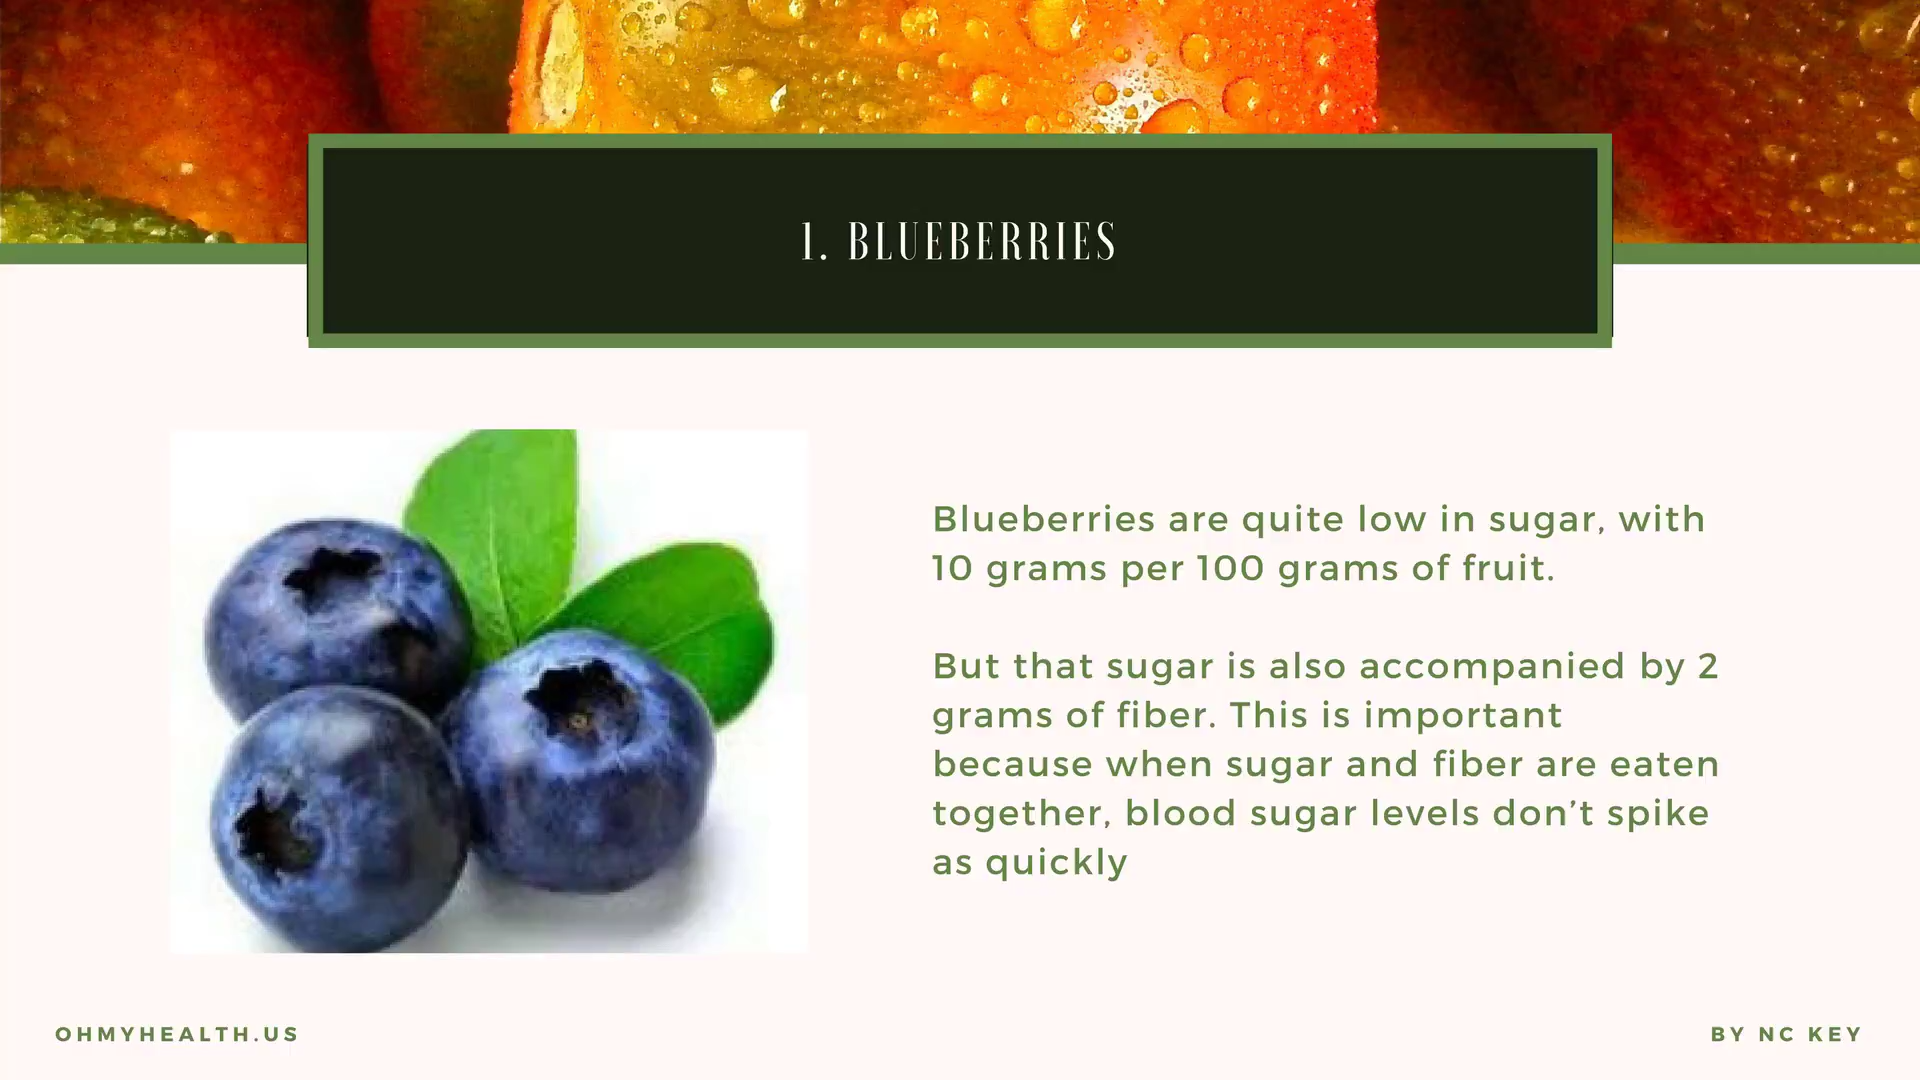 1. BLUEBERRIES
Blueberries are quite low in sugar, with
10 grams per 100 grams of fruit.
But that sugar is also accompanied by 2
grams of fiber. This is important
because when sugar and fiber are eaten
together, blood sugar levels don’t spike
as quickly
OHMYHEALTH.US
BY NC KEY